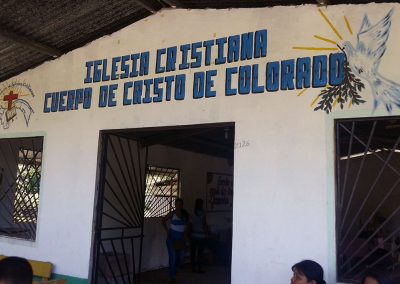 IGLESIA CRISTIANA
CUERPO DE CRISTO DE COLORADO